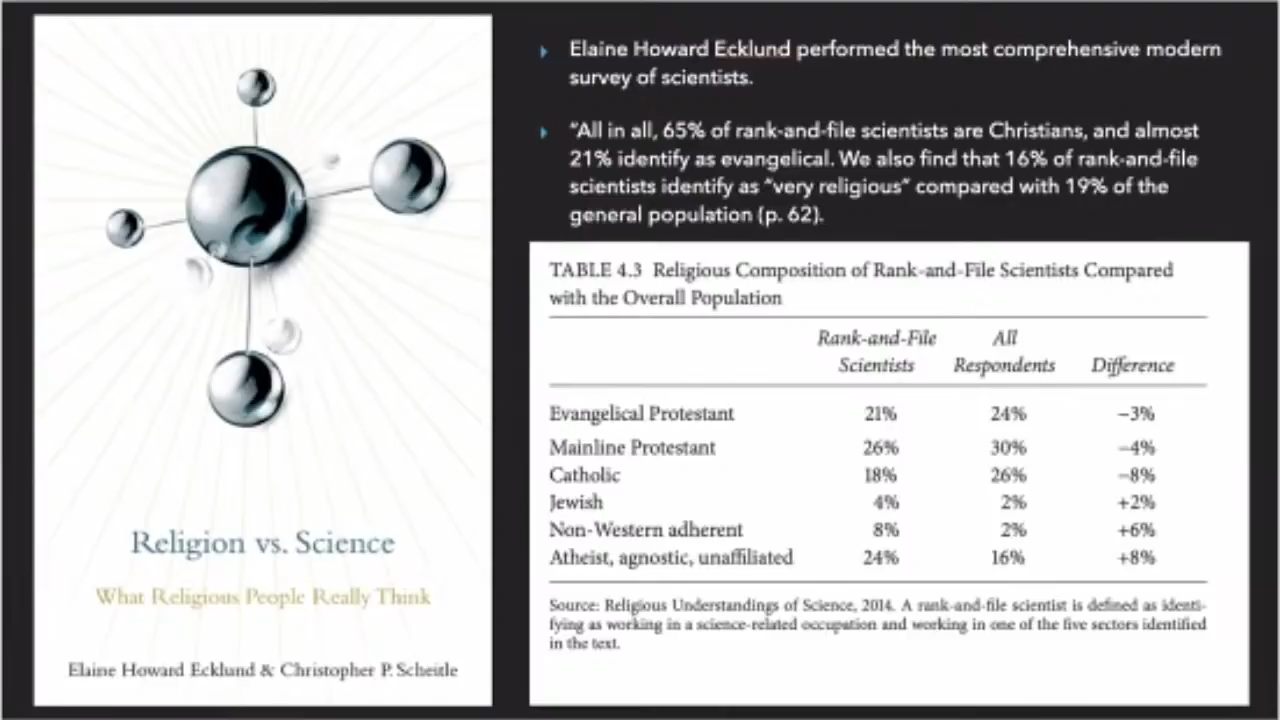 Religion vs. Science
What Religious People Really Think
Elaine Howard Ecklund & Christopher P. Scheitle
Elaine Howard Ecklund performed the most comprehensive modern
survey of scientists.
"All in all, 65% of rank-and-file scientists are Christians, and almost
21% identify as evangelical. We also find that 16% of rank-and-file
scientists identify as "very religious" compared with 19% of the
general population (p. 62).
TABLE 4.3 Religious Composition of Rank-and-File Scientists Compared
with the Overall Population
Rank-and-File All
Scientists Respondents Difference
Evangelical Protestant 21% 24% −3%
Mainline Protestant 26% 30% −4%
Catholic 18% 26% −8%
Jewish 4% 2% +2%
Non-Western adherent 8% 2% +6%
Atheist, agnostic, unaffiliated 24% 16% +8%
Source: Religious Understandings of Science, 2014. A rank-and-file scientist is defined as identi-
fying as working in a science-related occupation and working in one of the five sectors identified
in the text.